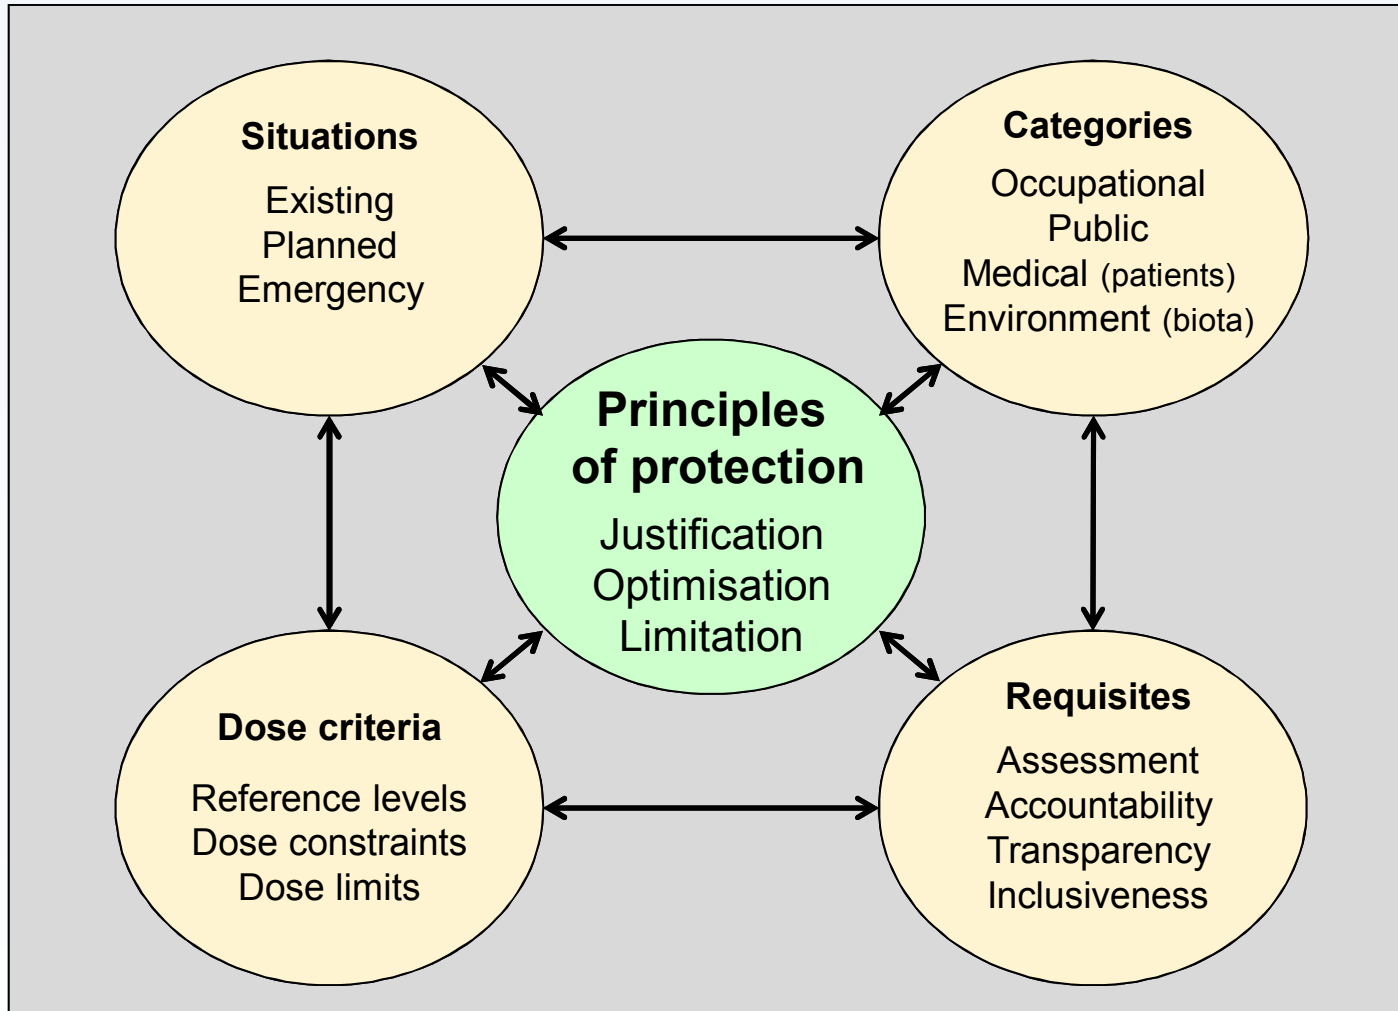 Situations
Existing
Planned
Emergency
Categories
Occupational
Public
Medical (patients)
Environment (biota)
Principles
of protection
Justification
Optimisation
Limitation
Dose criteria
Reference levels
Dose constraints
Dose limits
Requisites
Assessment
Accountability
Transparency
Inclusiveness